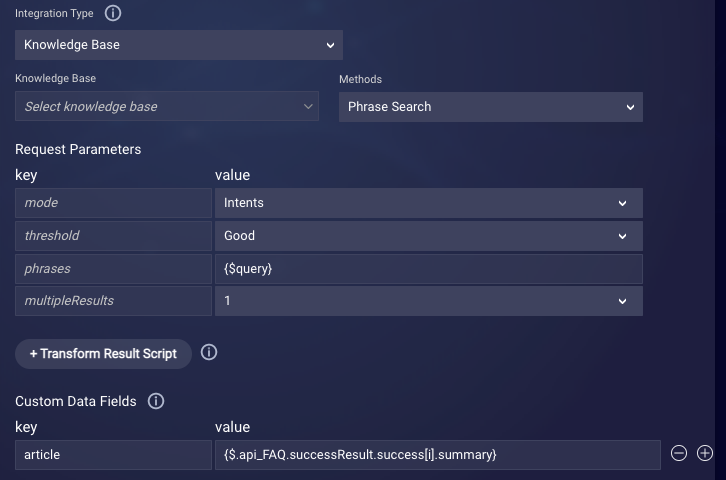 Integration Type
Knowledge Base
Knowledge Base Methods
Select knowledge base Phrase Search
Request Parameters
key value
mode Intents
threshold Good
phrases {$query}
multipleResults 1
+ Transform Result Script
Custom Data Fields
key value
article {$.api_FAQ.successResult.success[i].summary}